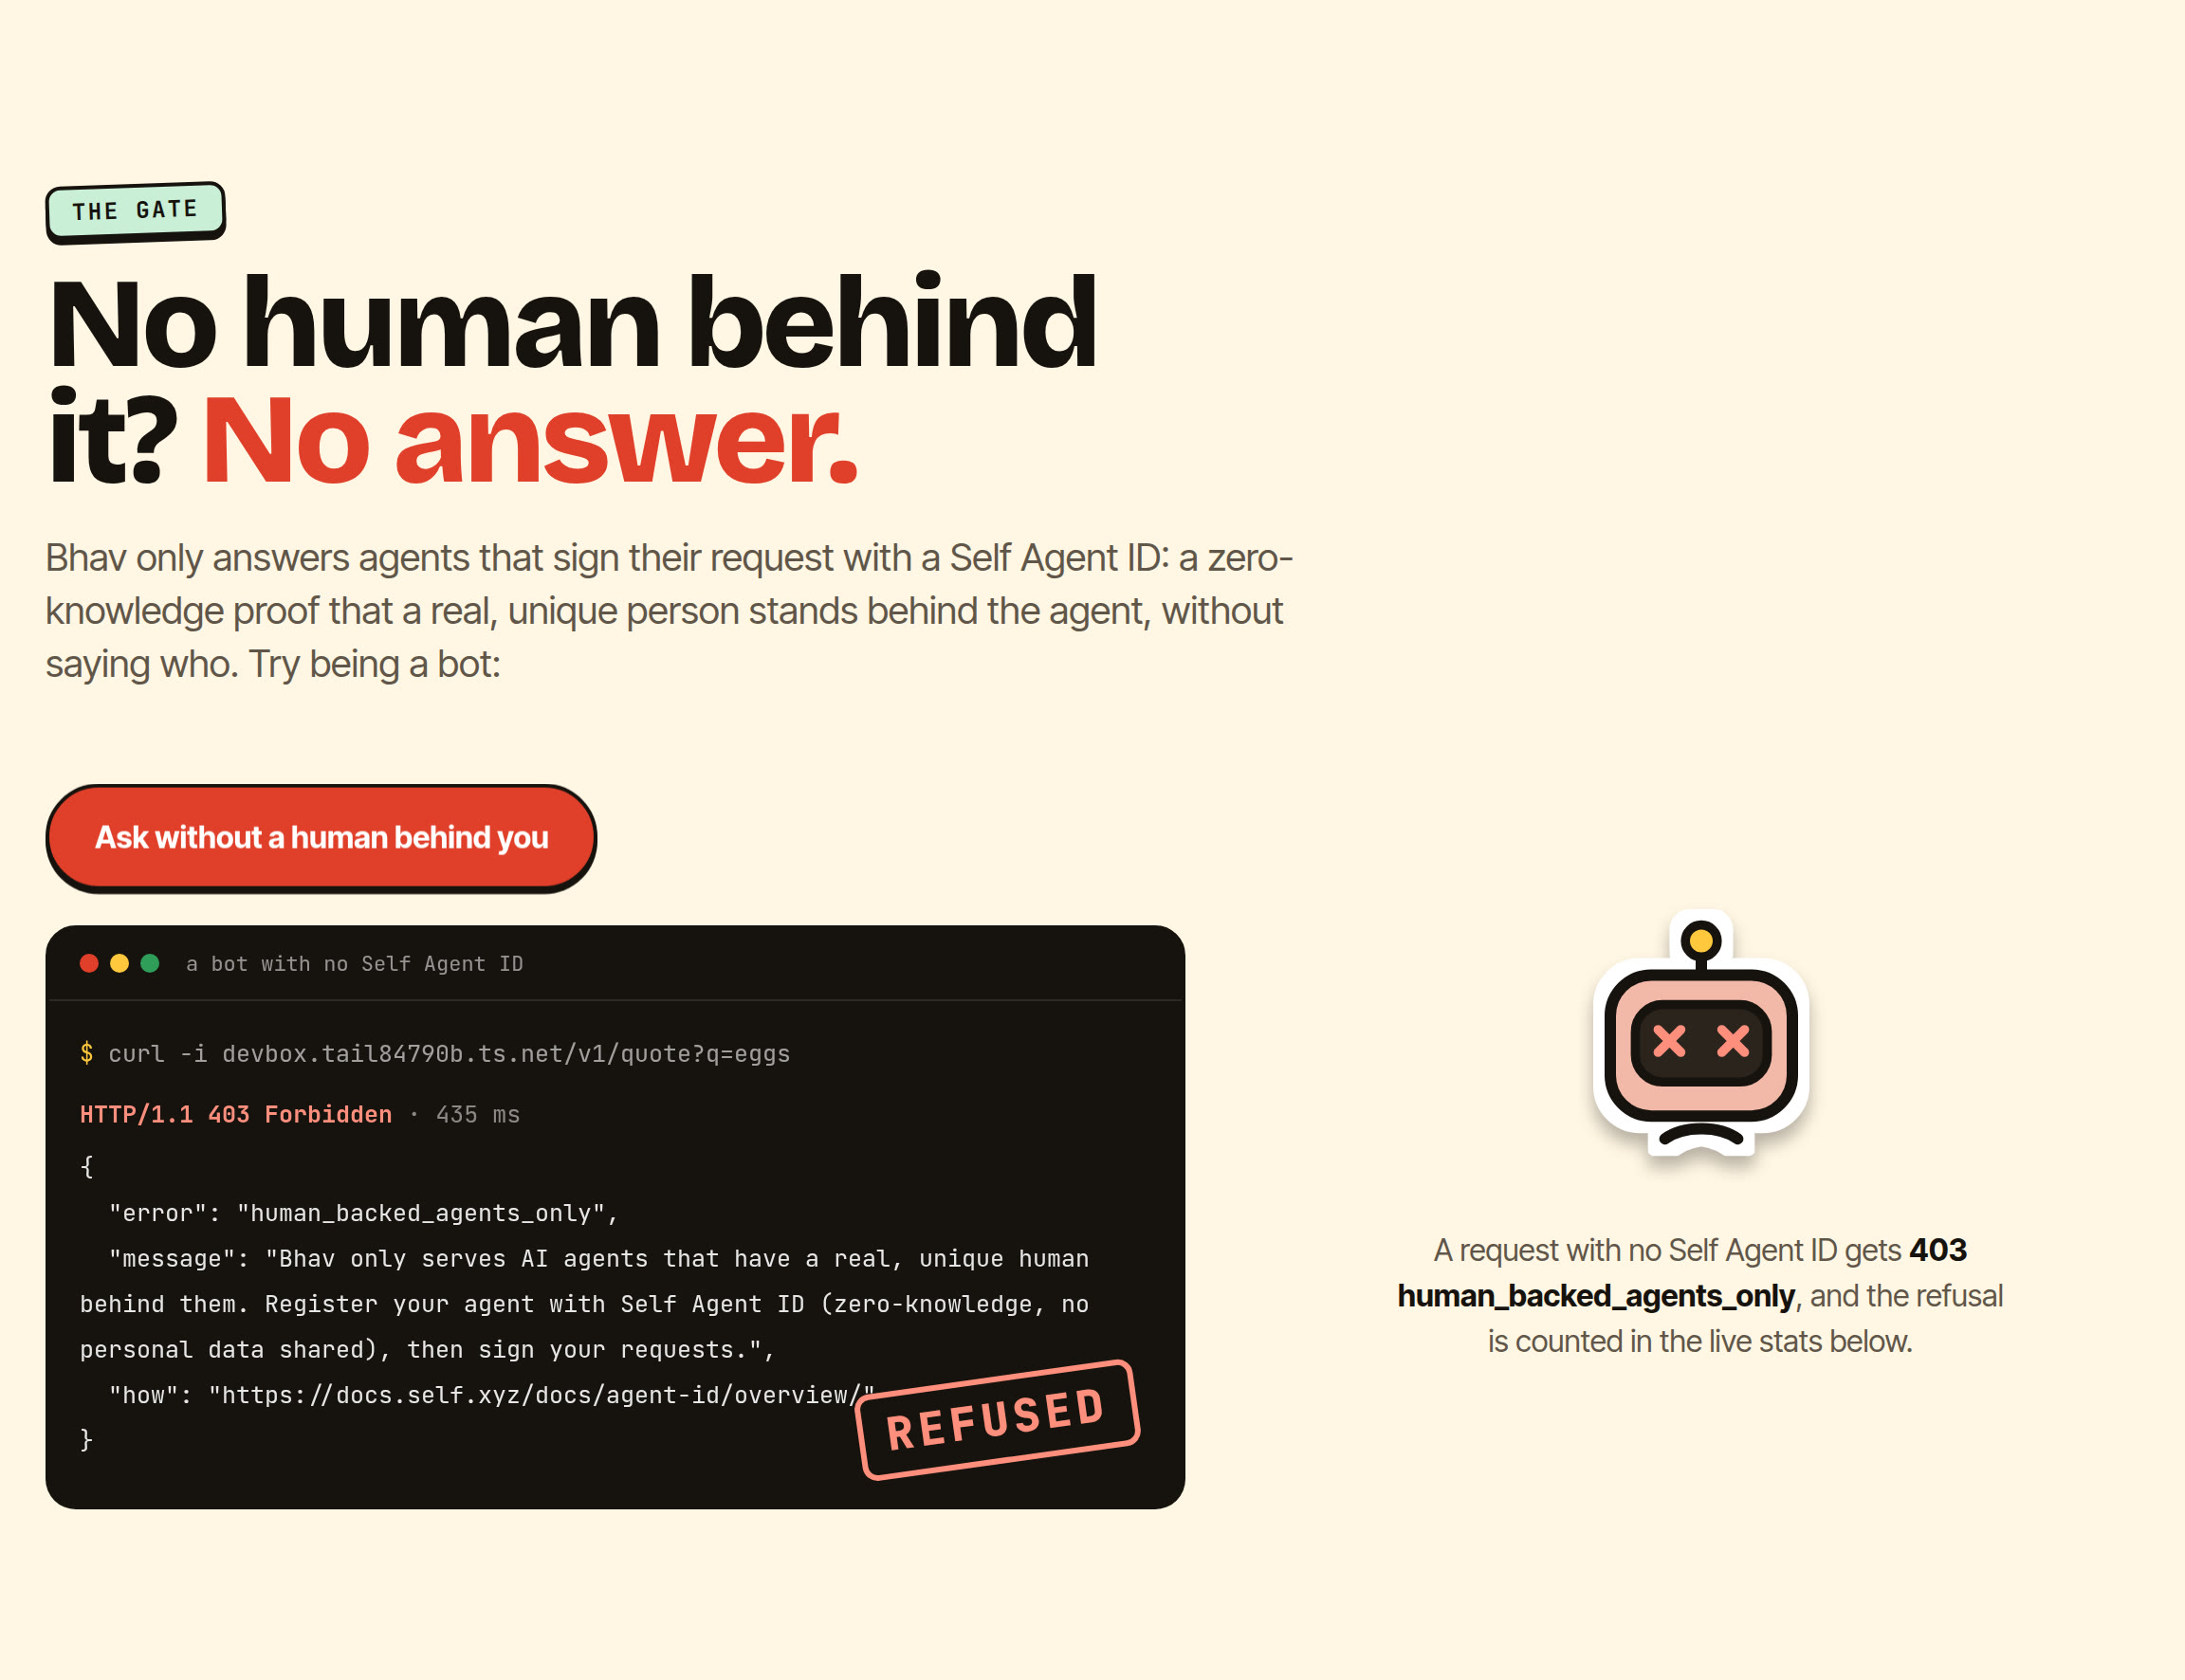 THE GATE
No human behind
it? No answer.
Bhav only answers agents that sign their request with a Self Agent ID: a zero-
knowledge proof that a real, unique person stands behind the agent, without
saying who. Try being a bot:
Ask without a human behind you
a bot with no Self Agent ID
$ curl -i devbox.tail84790b.ts.net/v1/quote?q=eggs
HTTP/1.1 403 Forbidden · 435 ms
{
"error": "human_backed_agents_only",
"message": "Bhav only serves AI agents that have a real, unique human
behind them. Register your agent with Self Agent ID (zero-knowledge, no
personal data shared), then sign your requests.",
"how": "https://docs.self.xyz/docs/agent-id/overview/"
}
REFUSED
A request with no Self Agent ID gets 403
human_backed_agents_only, and the refusal
is counted in the live stats below.